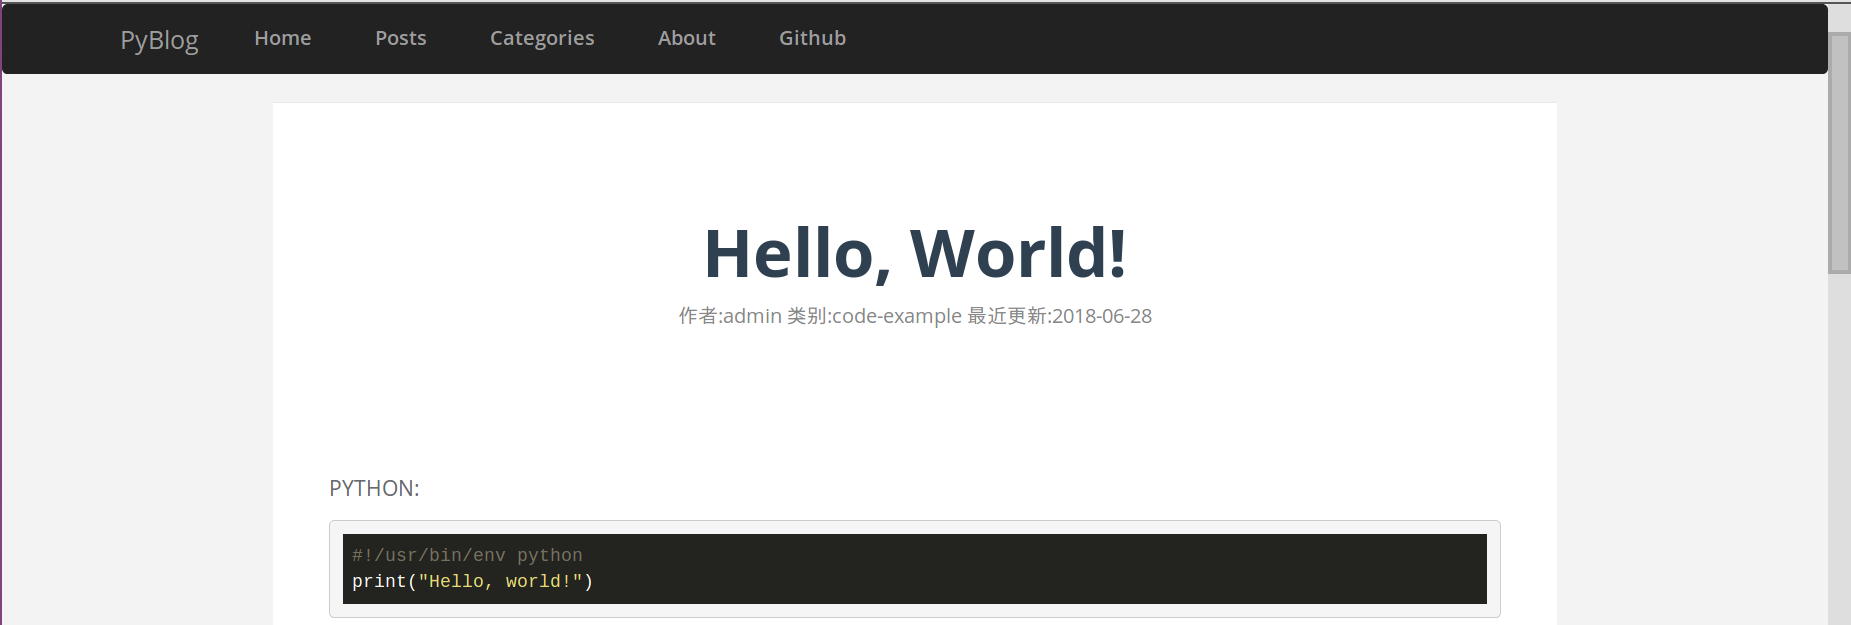 PyBlog Home Posts Categories About Github
Hello, World!
作者:admin 类别:code-example 最近更新:2018-06-28
PYTHON:
#!/usr/bin/env python
print("Hello, world!")